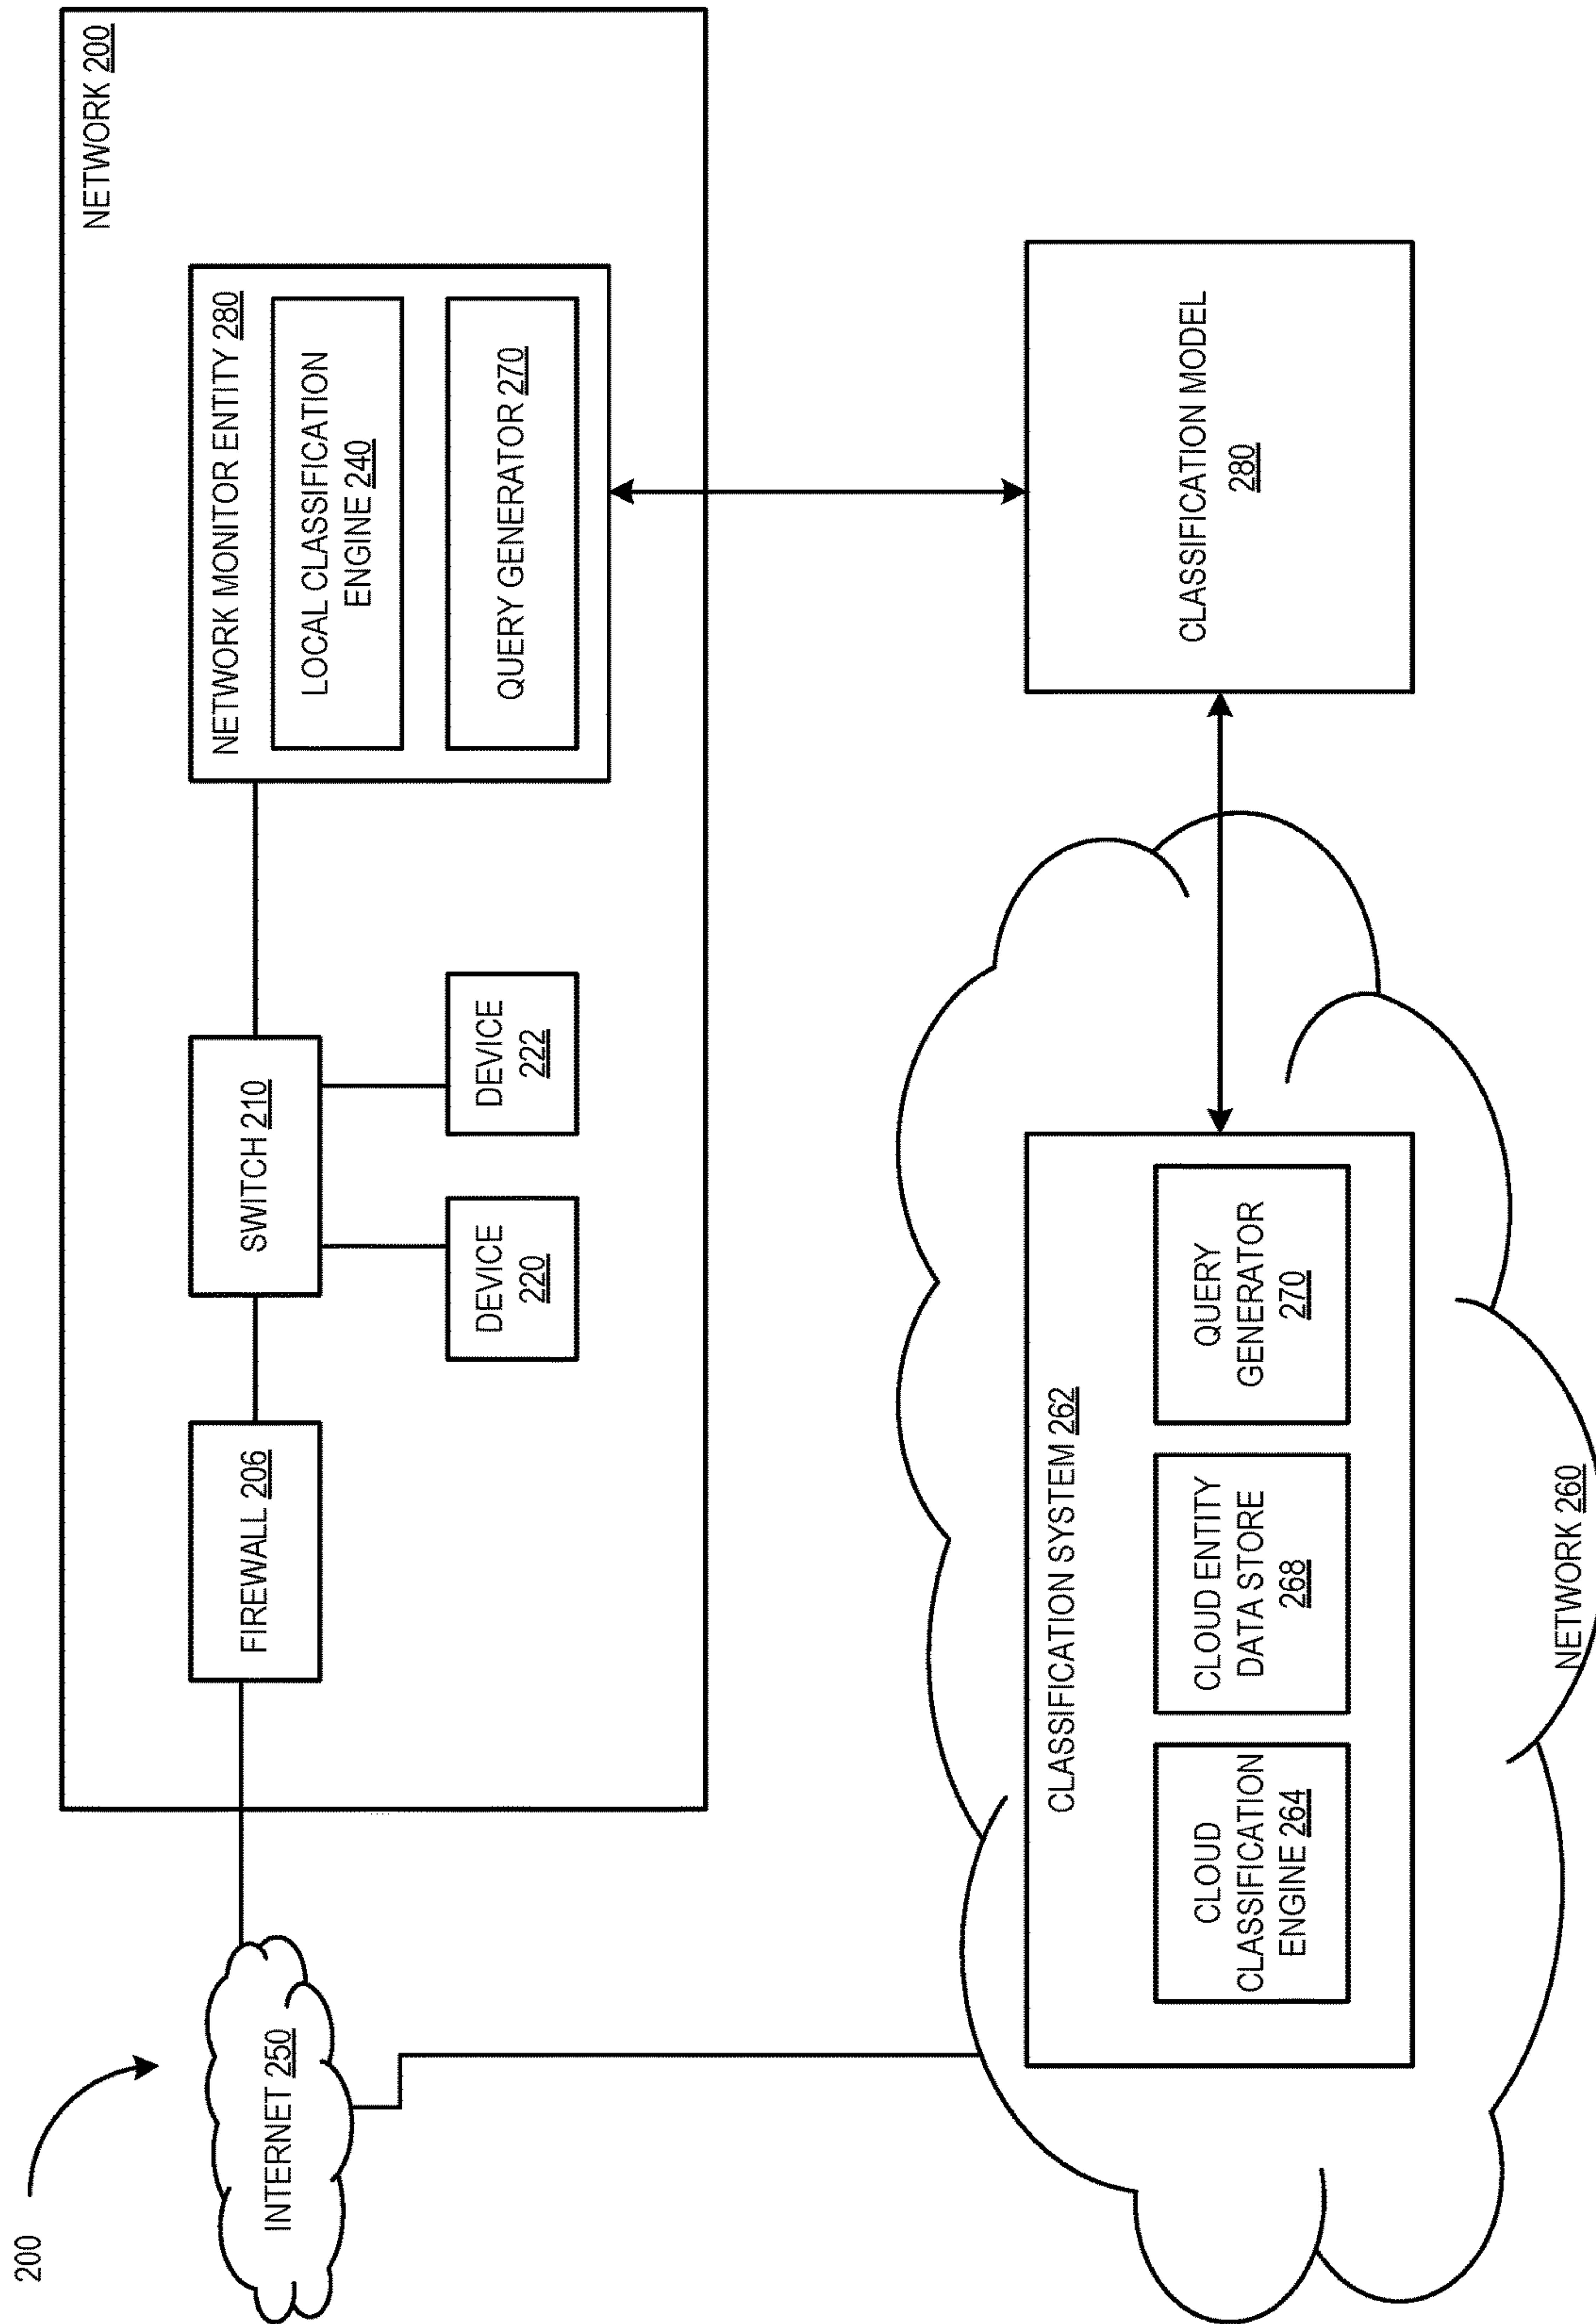 200
NETWORK 200
INTERNET 250
FIREWALL 206
SWITCH 210
DEVICE
220
DEVICE
222
NETWORK MONITOR ENTITY 280
LOCAL CLASSIFICATION
ENGINE 240
QUERY GENERATOR 270
CLASSIFICATION SYSTEM 262
CLOUD
CLASSIFICATION
ENGINE 264
CLOUD ENTITY
DATA STORE
268
QUERY
GENERATOR
270
CLASSIFICATION MODEL
280
NETWORK 260